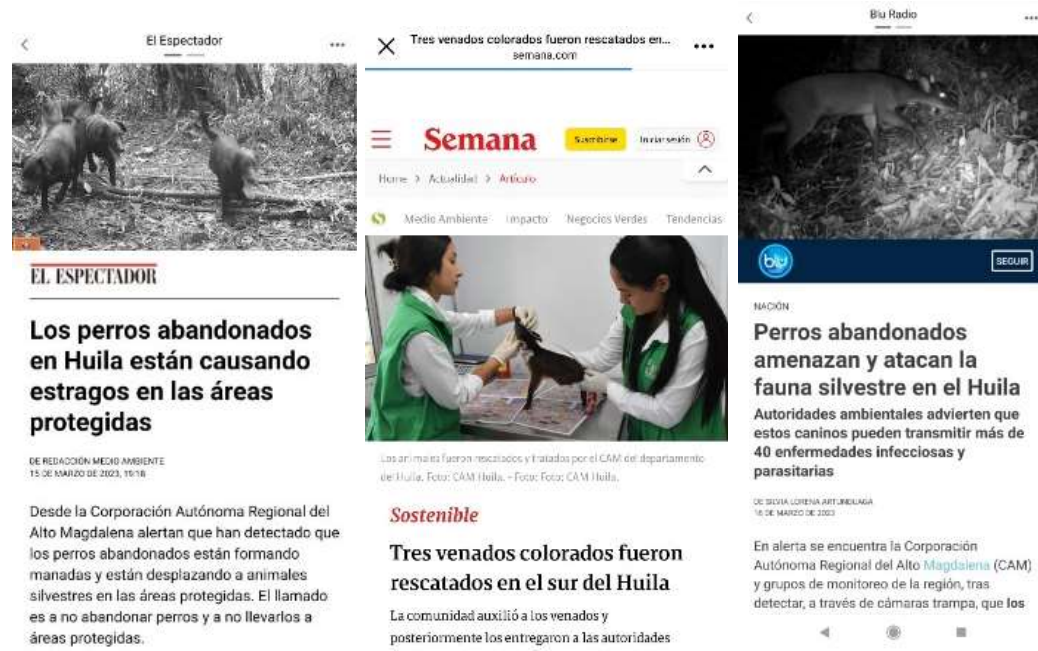 El Espectador
EL ESPECTADOR
Los perros abandonados
en Huila están causando
estragos en las áreas
protegidas
DE REDACCIÓN MEDIO AMBIENTE
15 DE MARZO DE 2023, 19:18
Desde la Corporación Autónoma Regional del
Alto Magdalena alertan que han detectado que
los perros abandonados están formando
manadas y están desplazando a animales
silvestres en las áreas protegidas. El llamado
es a no abandonar perros y a no llevarlos a
áreas protegidas.
Tres venados colorados fueron rescatados en...
semana.com
Semana
Suscribirse
Iniciar sesión
Home > Actualidad > Artículo
Medio Ambiente Impacto Negocios Verdes Tendencias
Los animales fueron rescatados y tratados por el CAM del departamento
del Huila. Foto: CAM Huila. - Foto: Foto: CAM Huila.
Sostenible
Tres venados colorados fueron
rescatados en el sur del Huila
La comunidad auxilió a los venados y
posteriormente los entregaron a las autoridades
Blu Radio
blu
SEGUIR
NACIÓN
Perros abandonados
amenazan y atacan la
fauna silvestre en el Huila
Autoridades ambientales advierten que
estos caninos pueden transmitir más de
40 enfermedades infecciosas y
parasitarias
DE SILVIA LORENA ARTUNDUAGA
16 DE MARZO DE 2023
En alerta se encuentra la Corporación
Autónoma Regional del Alto Magdalena (CAM)
y grupos de monitoreo de la región, tras
detectar, a través de cámaras trampa, que los